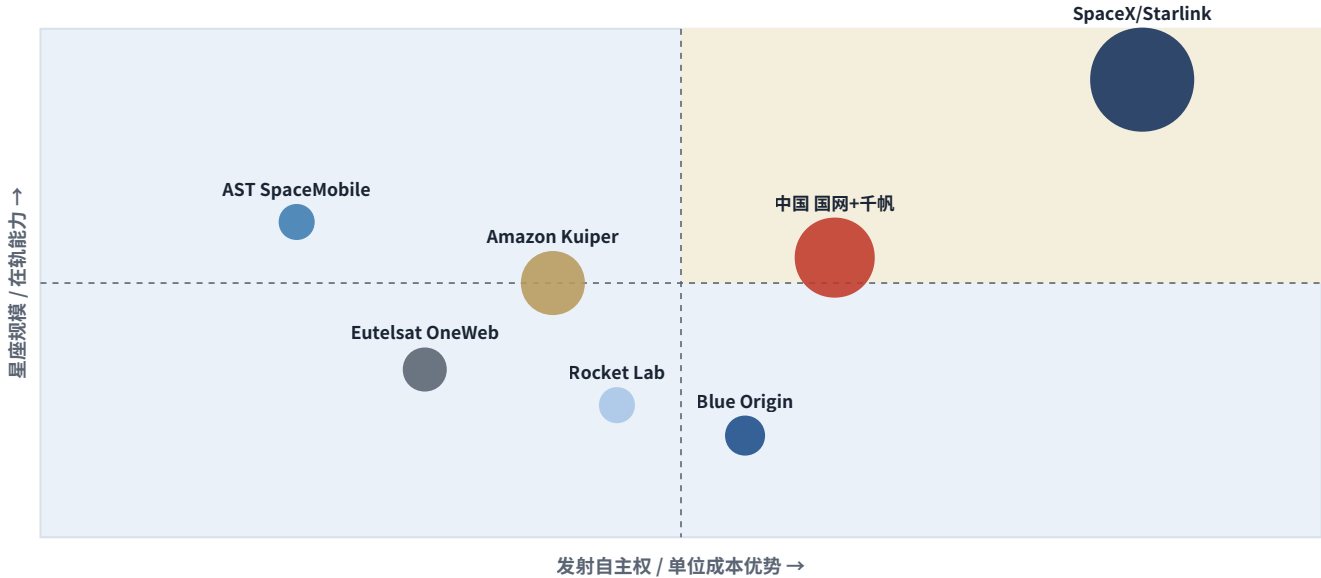 SpaceX/Starlink
AST SpaceMobile
中国 国网+千帆
Amazon Kuiper
Eutelsat OneWeb
Rocket Lab
Blue Origin
星座规模 / 在轨能力 →
发射自主权 / 单位成本优势 →